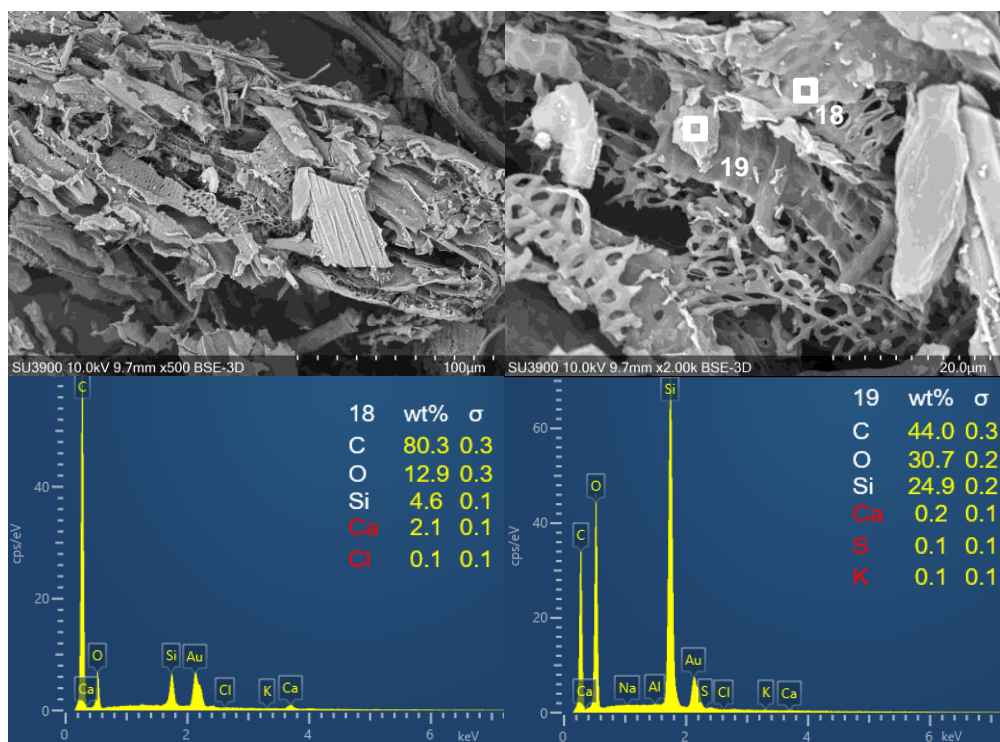 18
19
SU3900 10.0kV 9.7mm x500 BSE-3D 100µm
SU3900 10.0kV 9.7mm x2.00k BSE-3D 20.0µm
18 wt% σ
C 80.3 0.3
O 12.9 0.3
Si 4.6 0.1
Ca 2.1 0.1
Cl 0.1 0.1
cps/eV
40
20
0
C
Ca
O
Si
Au
Cl
K
Ca
0 2 4 6 keV
19 wt% σ
C 44.0 0.3
O 30.7 0.2
Si 24.9 0.2
Ca 0.2 0.1
S 0.1 0.1
K 0.1 0.1
cps/eV
60
40
20
0
Si
O
C
Ca
Na
Al
Au
S
Cl
K
Ca
0 2 4 6 keV